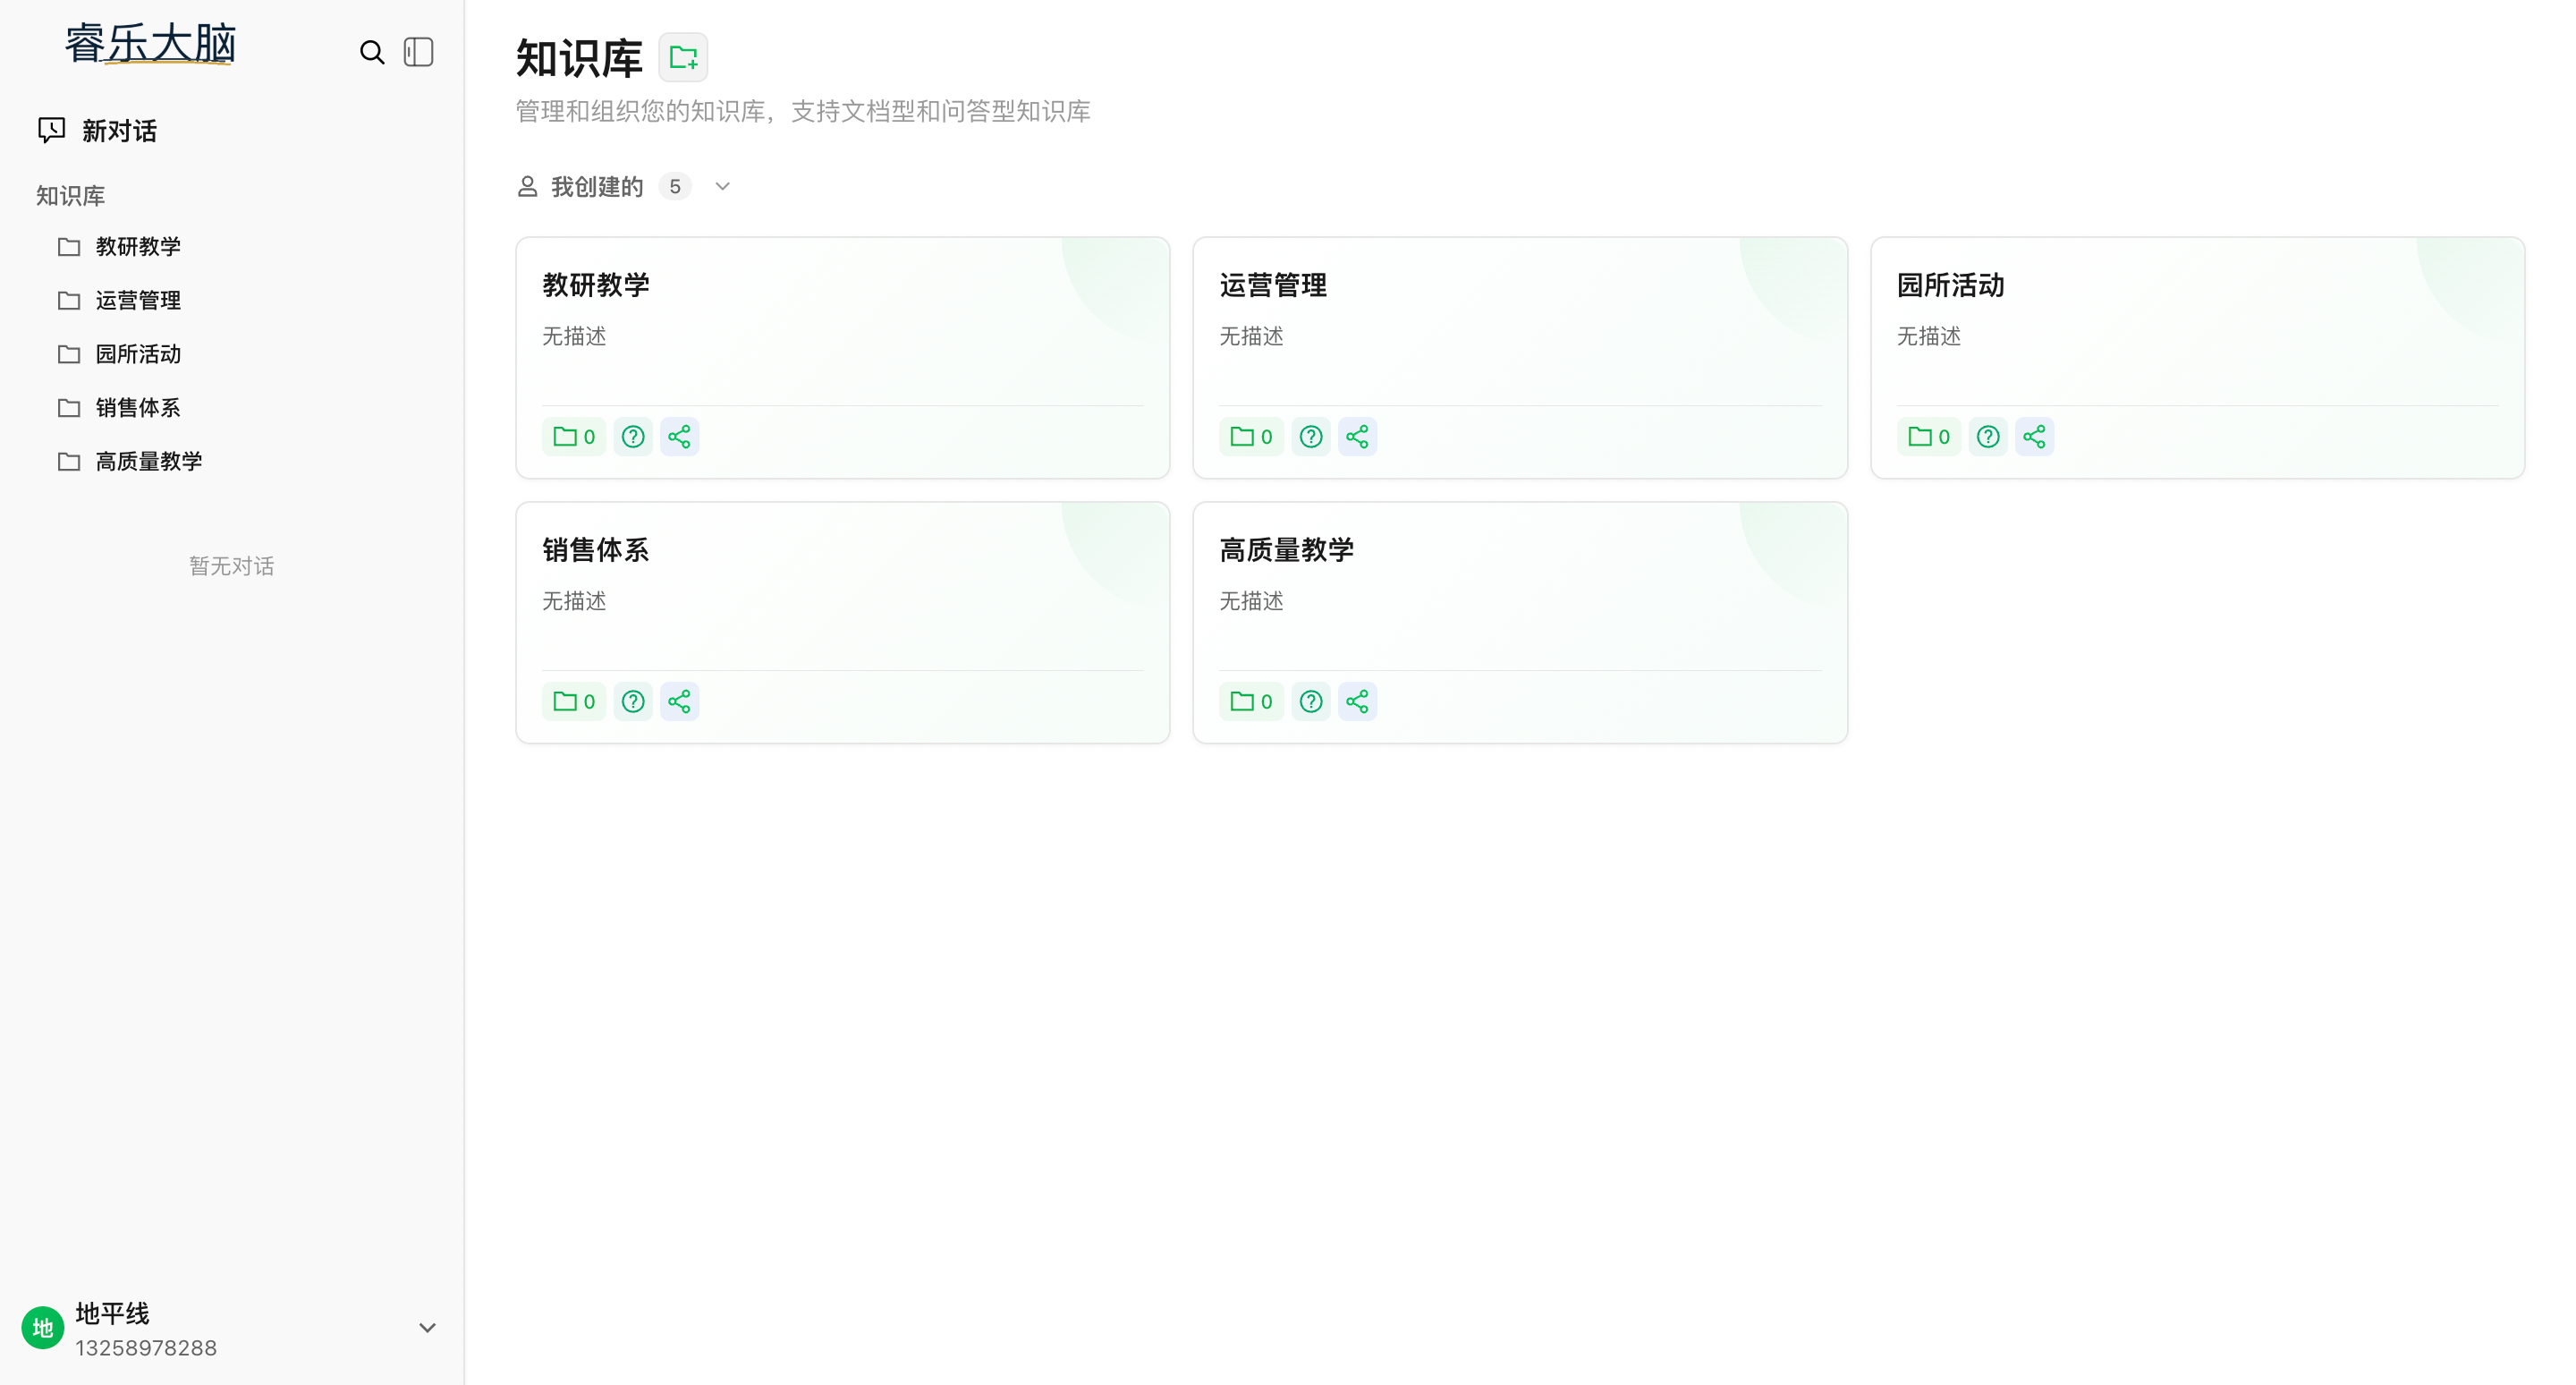 睿乐大脑
新对话
知识库
教研教学
运营管理
园所活动
销售体系
高质量教学
暂无对话
地
地平线
13258978288
知识库
管理和组织您的知识库，支持文档型和问答型知识库
我创建的 5
教研教学
无描述
0
运营管理
无描述
0
园所活动
无描述
0
销售体系
无描述
0
高质量教学
无描述
0